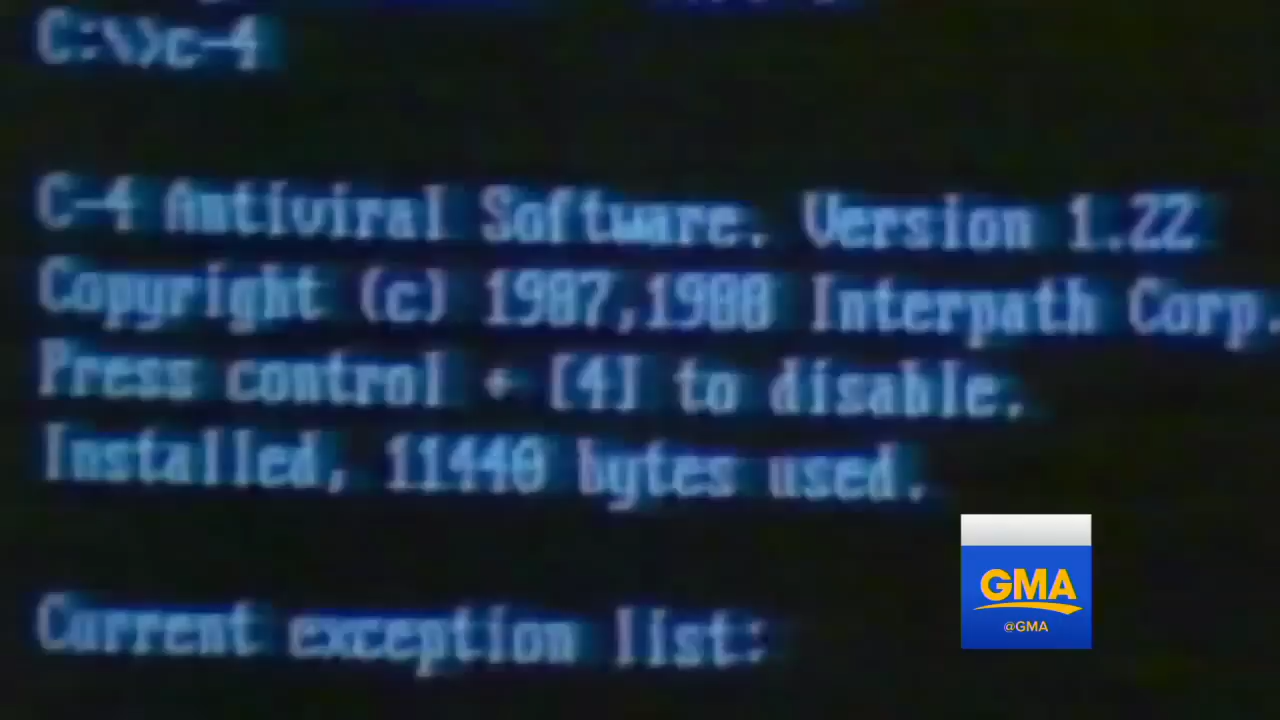 C:\>c-4
C-4 Antiviral Software. Version 1.22
Copyright (c) 1987,1988 Interpath Corp.
Press control + [4] to disable.
Installed, 11440 bytes used.
Current exception list:
GMA
@GMA